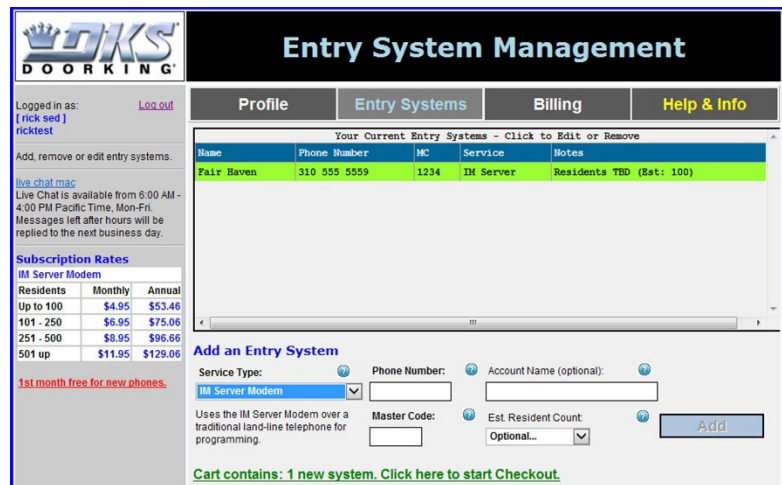 DKS
DOORKING
Entry System Management
Logged in as: Log out
[ rick sed ]
ricktest
Profile Entry Systems Billing Help & Info
Add, remove or edit entry systems.
live chat mac
Live Chat is available from 6:00 AM -
4:00 PM Pacific Time, Mon-Fri.
Messages left after hours will be
replied to the next business day.
Subscription Rates
IM Server Modem
Residents Monthly Annual
Up to 100 $4.95 $53.46
101 - 250 $6.95 $75.06
251 - 500 $8.95 $96.66
501 up $11.95 $129.06
1st month free for new phones.
Your Current Entry Systems - Click to Edit or Remove
Name Phone Number MC Service Notes
Fair Haven 310 555 5559 1234 IM Server Residents TBD (Est: 100)
Add an Entry System
Service Type: Phone Number: Account Name (optional):
IM Server Modem
Uses the IM Server Modem over a
traditional land-line telephone for
programming.
Master Code: Est. Resident Count:
Optional...
Add
Cart contains: 1 new system. Click here to start Checkout.